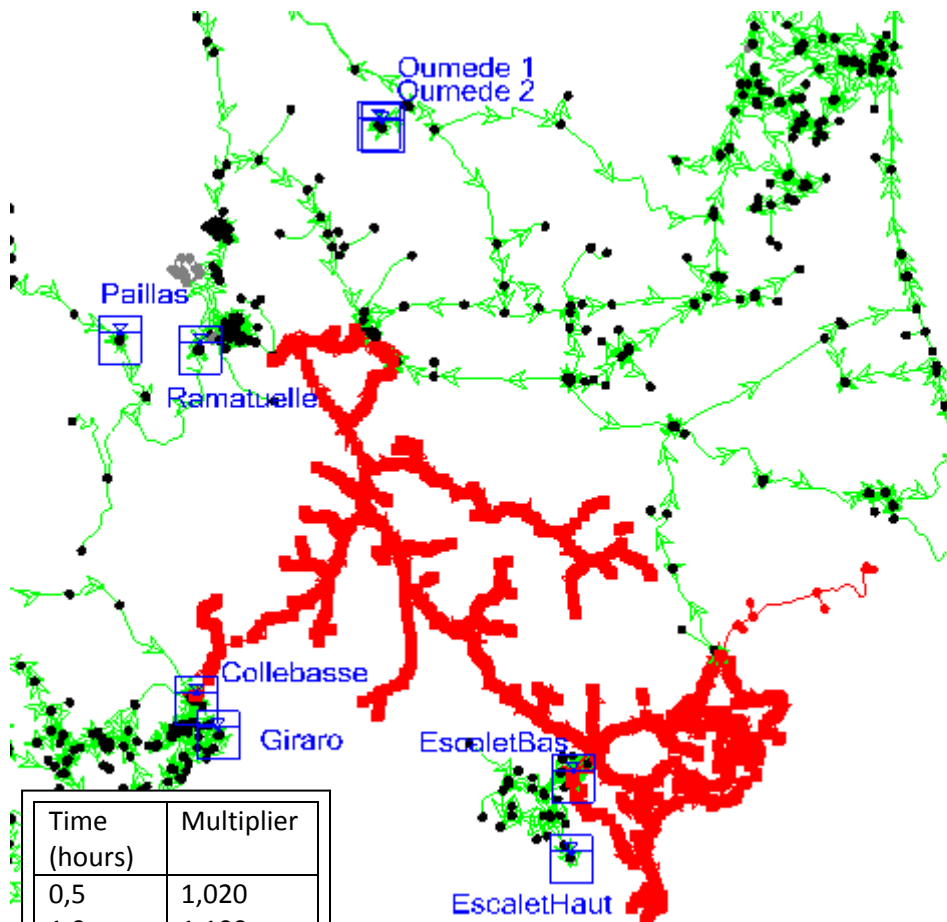 Oumede 1
Oumede 2
Paillas
Ramatuelle
Collebasse
Giraro
EscaletBas
EscaletHaut
Time (hours) Multiplier
0,5 1,020